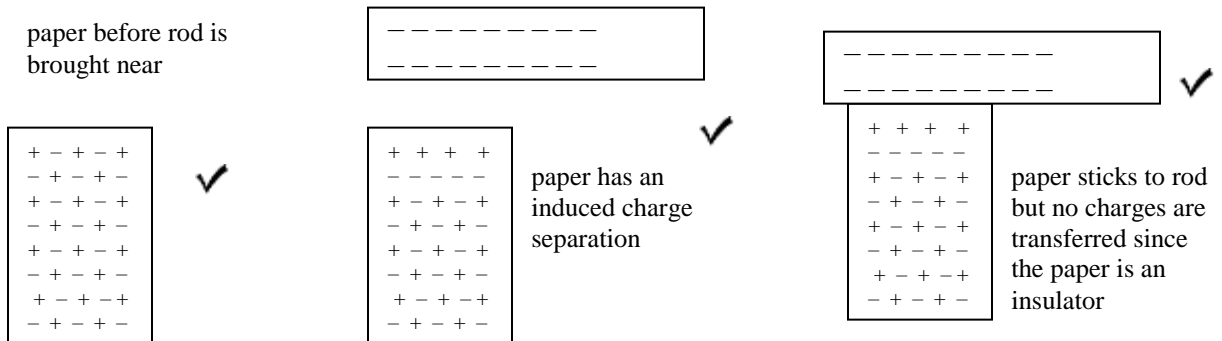 paper before rod is
brought near
+ – + – +
– + – + –
+ – + – +
– + – + –
+ – + – +
– + – + –
+ – + – +
– + – + –
– – – – – – – – –
– – – – – – – – –
+ + + +
– – – – –
+ – + – +
– + – + –
+ – + – +
– + – + –
+ – + – +
– + – + –
paper has an
induced charge
separation
– – – – – – – – –
– – – – – – – – –
+ + + +
– – – – –
+ – + – +
– + – + –
+ – + – +
– + – + –
+ – + – +
– + – + –
paper sticks to rod
but no charges are
transferred since
the paper is an
insulator